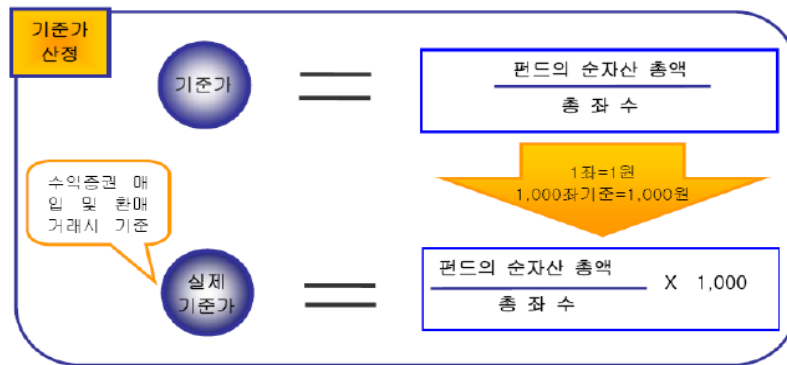 기준가
산정
기준가
펀드의 순자산 총액
총 좌 수
1좌=1원
1,000좌기준=1,000원
수익증권 매
입 및 환매
거래시 기준
실제
기준가
펀드의 순자산 총액
총 좌 수
X 1,000